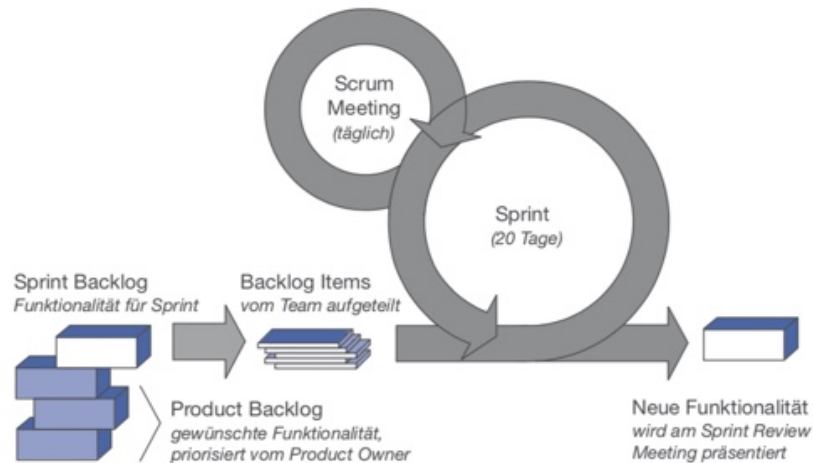 Scrum
Meeting
(täglich)
Sprint
(20 Tage)
Sprint Backlog
Funktionalität für Sprint
Backlog Items
vom Team aufgeteilt
Product Backlog
gewünschte Funktionalität,
priorisiert vom Product Owner
Neue Funktionalität
wird am Sprint Review
Meeting präsentiert